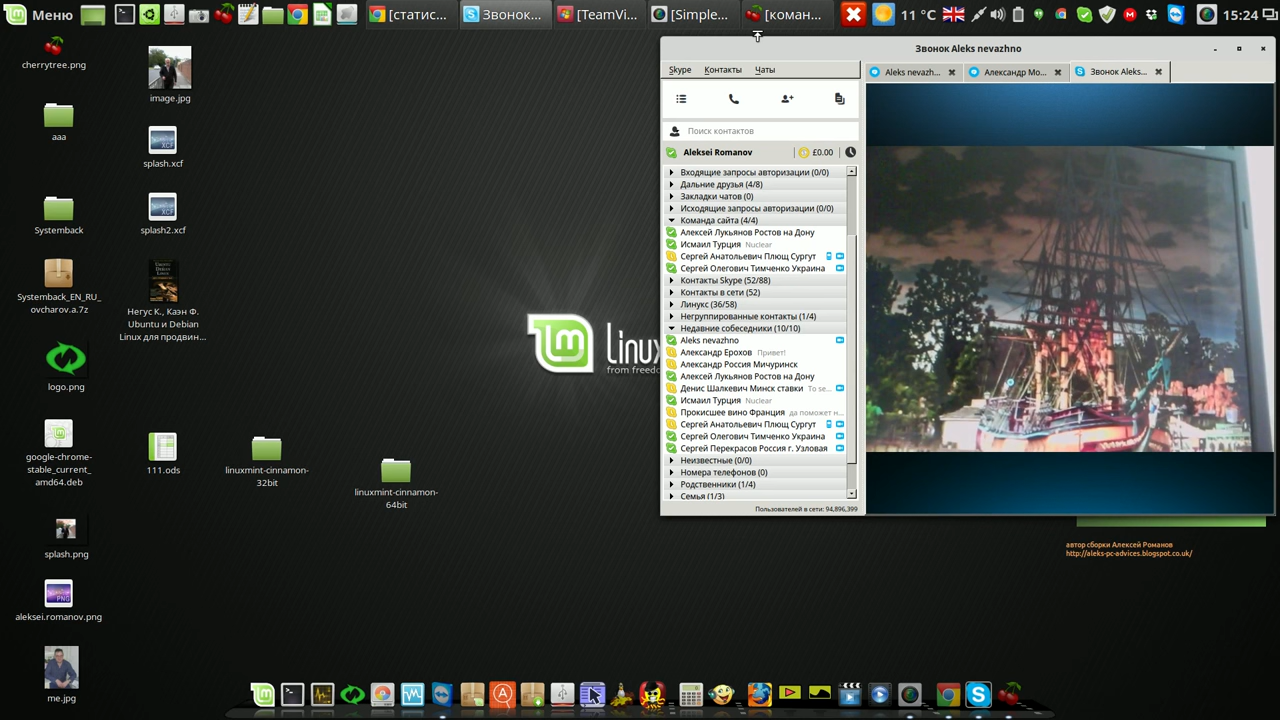 Меню
[статис...
Звонок...
[TeamVi...
[Simple...
[коман...
11 °C
15:24
cherrytree.png
image.jpg
aaa
splash.xcf
Systemback
splash2.xcf
Systemback_EN_RU_
ovcharov.a.7z
Негус К., Каэн Ф.
Ubuntu и Debian
Linux для продвин...
logo.png
google-chrome-
stable_current_
amd64.deb
111.ods
linuxmint-cinnamon-
32bit
linuxmint-cinnamon-
64bit
splash.png
aleksei.romanov.png
me.jpg
from freedo
Звонок Aleks nevazhno
Skype
Контакты
Чаты
Aleks nevazh...
Александр Мо...
Звонок Aleks...
Поиск контактов
Aleksei Romanov
£0.00
Входящие запросы авторизации (0/0)
Дальние друзья (4/8)
Закладки чатов (0)
Исходящие запросы авторизации (0/0)
Команда сайта (4/4)
Алексей Лукьянов Ростов на Дону
Исмаил Турция Nuclear
Сергей Анатольевич Плющ Сургут
Сергей Олегович Тимченко Украина
Контакты Skype (52/88)
Контакты в сети (52)
Линукс (36/58)
Негруппированные контакты (1/4)
Недавние собеседники (10/10)
Aleks nevazhno
Александр Ерохов Привет!
Александр Россия Мичуринск
Алексей Лукьянов Ростов на Дону
Денис Шалкевич Минск ставки To se...
Исмаил Турция Nuclear
Прокисшее вино Франция да поможет н...
Сергей Анатольевич Плющ Сургут
Сергей Олегович Тимченко Украина
Сергей Перекрасов Россия г. Узловая
Неизвестные (0/0)
Номера телефонов (0)
Родственники (1/4)
Семья (1/3)
Пользователей в сети: 94,896,399
автор сборки Алексей Романов
http://aleks-pc-advices.blogspot.co.uk/